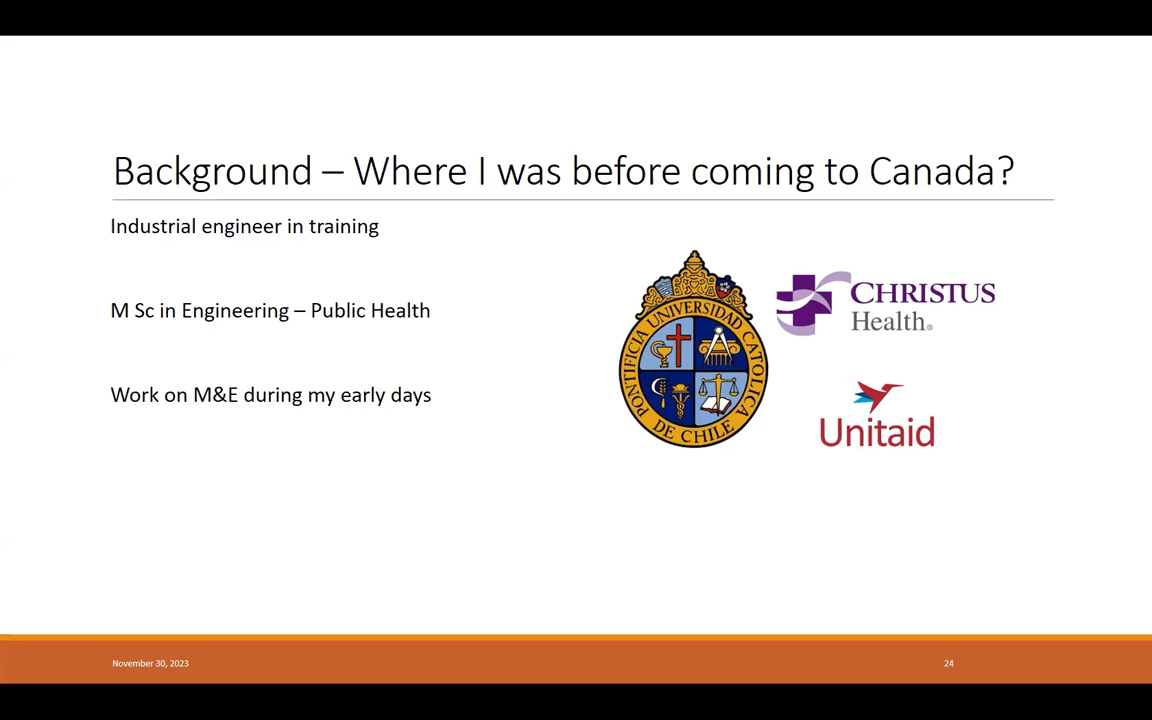 Background – Where I was before coming to Canada?
Industrial engineer in training
M Sc in Engineering – Public Health
Work on M&E during my early days
PONTIFICIA UNIVERSIDAD CATOLICA
DE CHILE
CHRISTUS
Health®
Unitaid
November 30, 2023
24